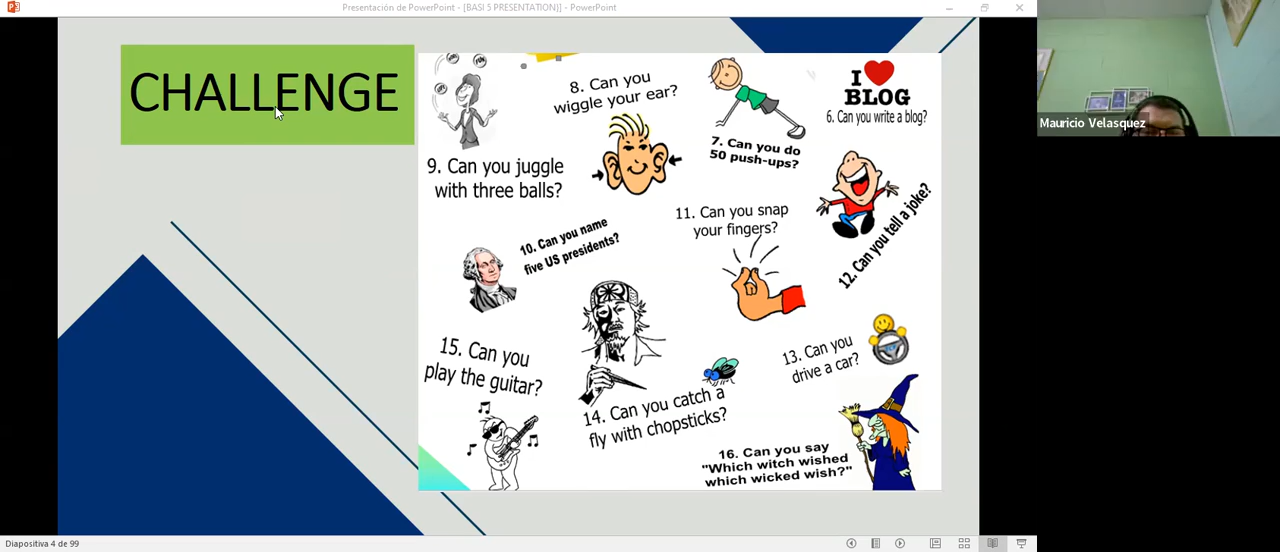 Presentación de PowerPoint - [BASI 5 PRESENTATION)] - PowerPoint
CHALLENGE
8. Can you
wiggle your ear?
I
BLOG
6. Can you write a blog?
7. Can you do
50 push-ups?
9. Can you juggle
with three balls?
10. Can you name
five US presidents?
11. Can you snap
your fingers?
12. Can you tell a joke?
13. Can you
drive a car?
15. Can you
play the guitar?
14. Can you catch a
fly with chopsticks?
16. Can you say
"Which witch wished
which wicked wish?"
Mauricio Velasquez
Diapositiva 4 de 99